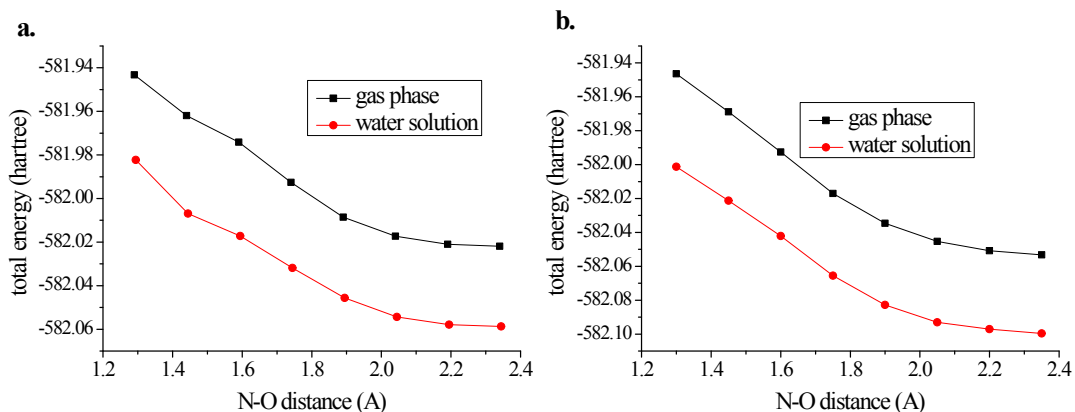 a.
total energy (hartree)
-581.94
-581.96
-581.98
-582.00
-582.02
-582.04
-582.06
gas phase
water solution
1.2 1.4 1.6 1.8 2.0 2.2 2.4
N-O distance (A)
b.
total energy (hartree)
-581.94
-581.96
-581.98
-582.00
-582.02
-582.04
-582.06
-582.08
-582.10
gas phase
water solution
1.2 1.4 1.6 1.8 2.0 2.2 2.4
N-O distance (A)